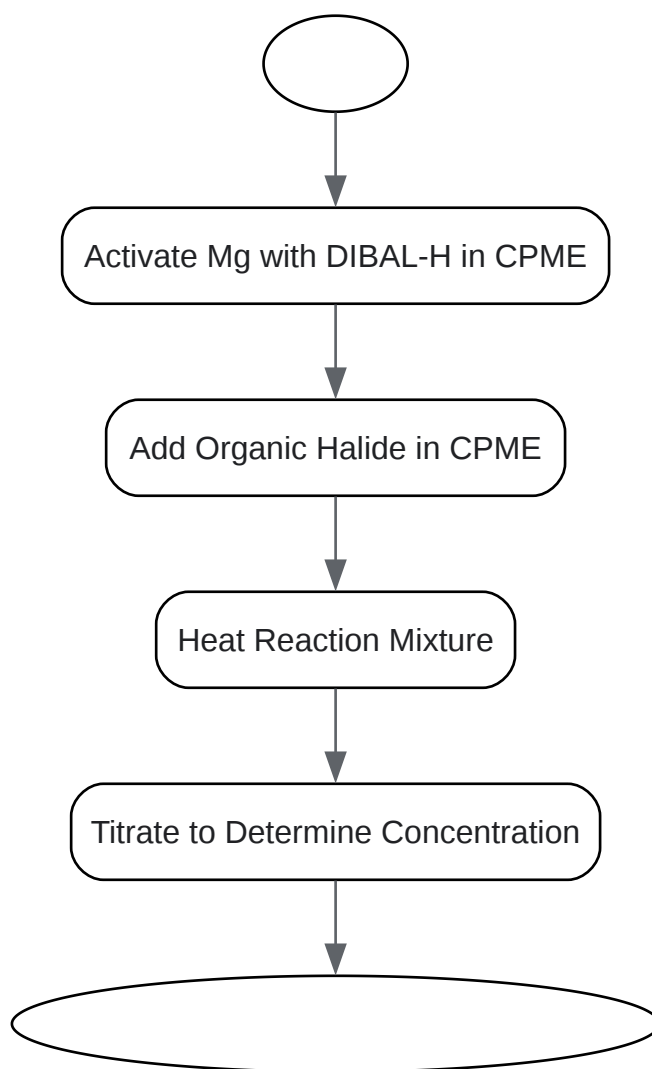 Activate Mg with DIBAL-H in CPME
Add Organic Halide in CPME
Heat Reaction Mixture
Titrate to Determine Concentration